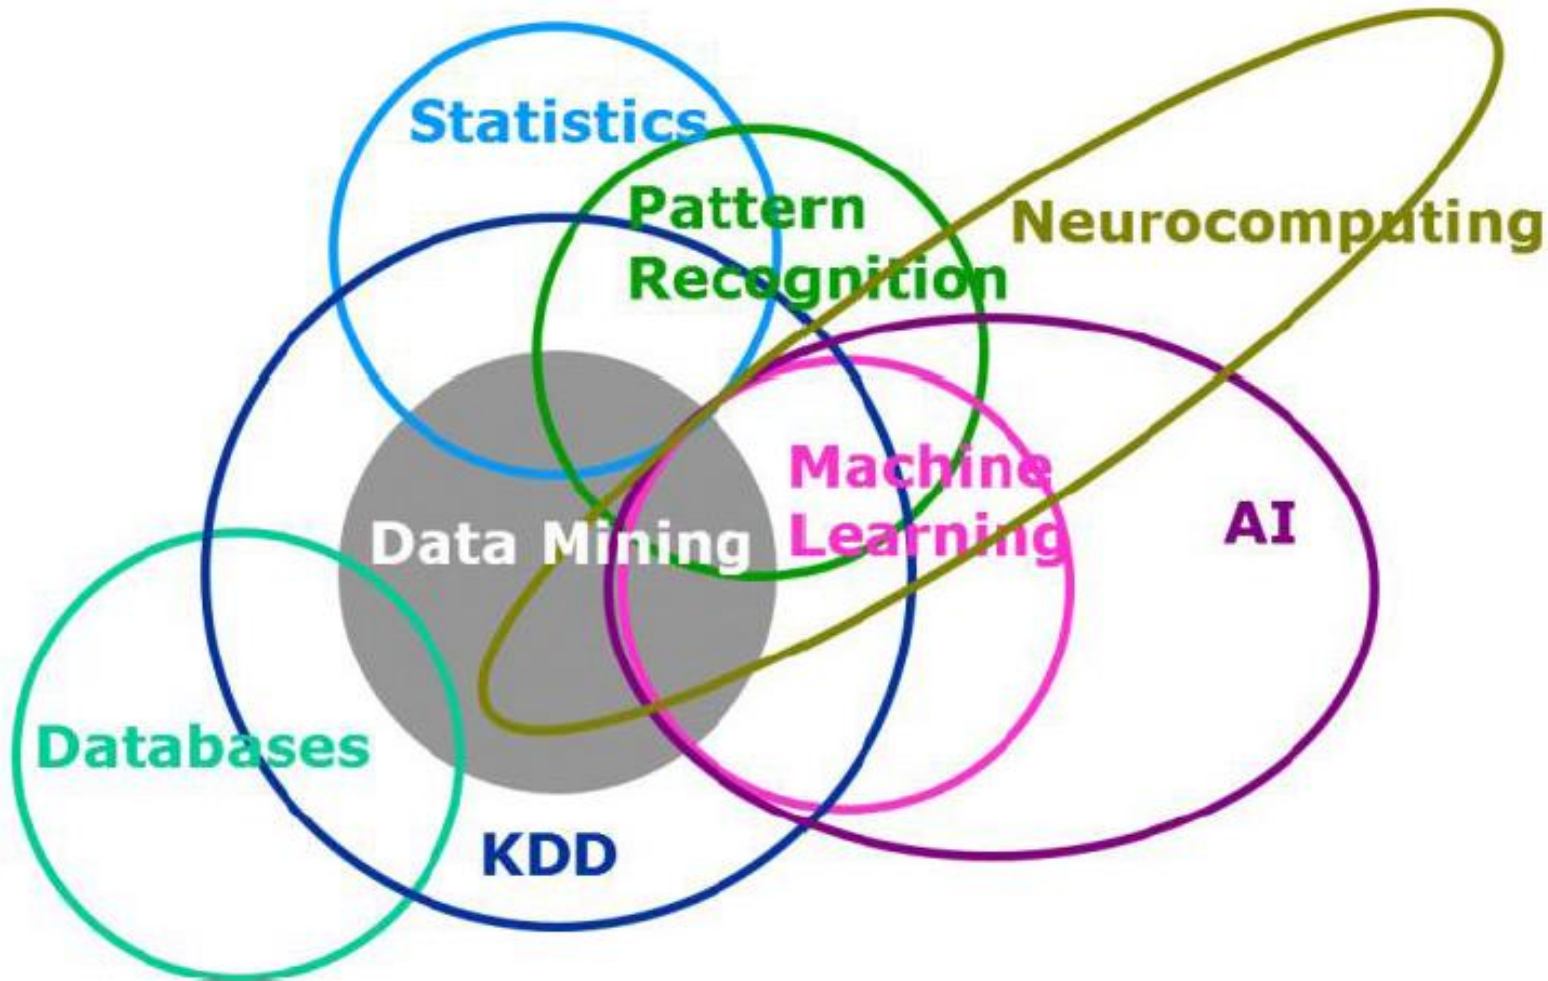 Statistics
Pattern
Recognition
Neurocomputing
Machine
Learning
AI
Data Mining
Databases
KDD